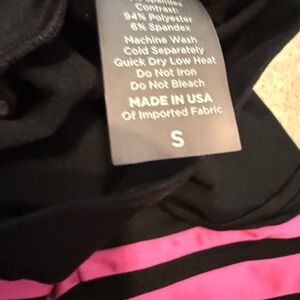 Spandex
Contrast:
94% Polyester
6% Spandex
Machine Wash
Cold Separately
Quick Dry Low Heat
Do Not Iron
Do Not Bleach
MADE IN USA
Of Imported Fabric
S